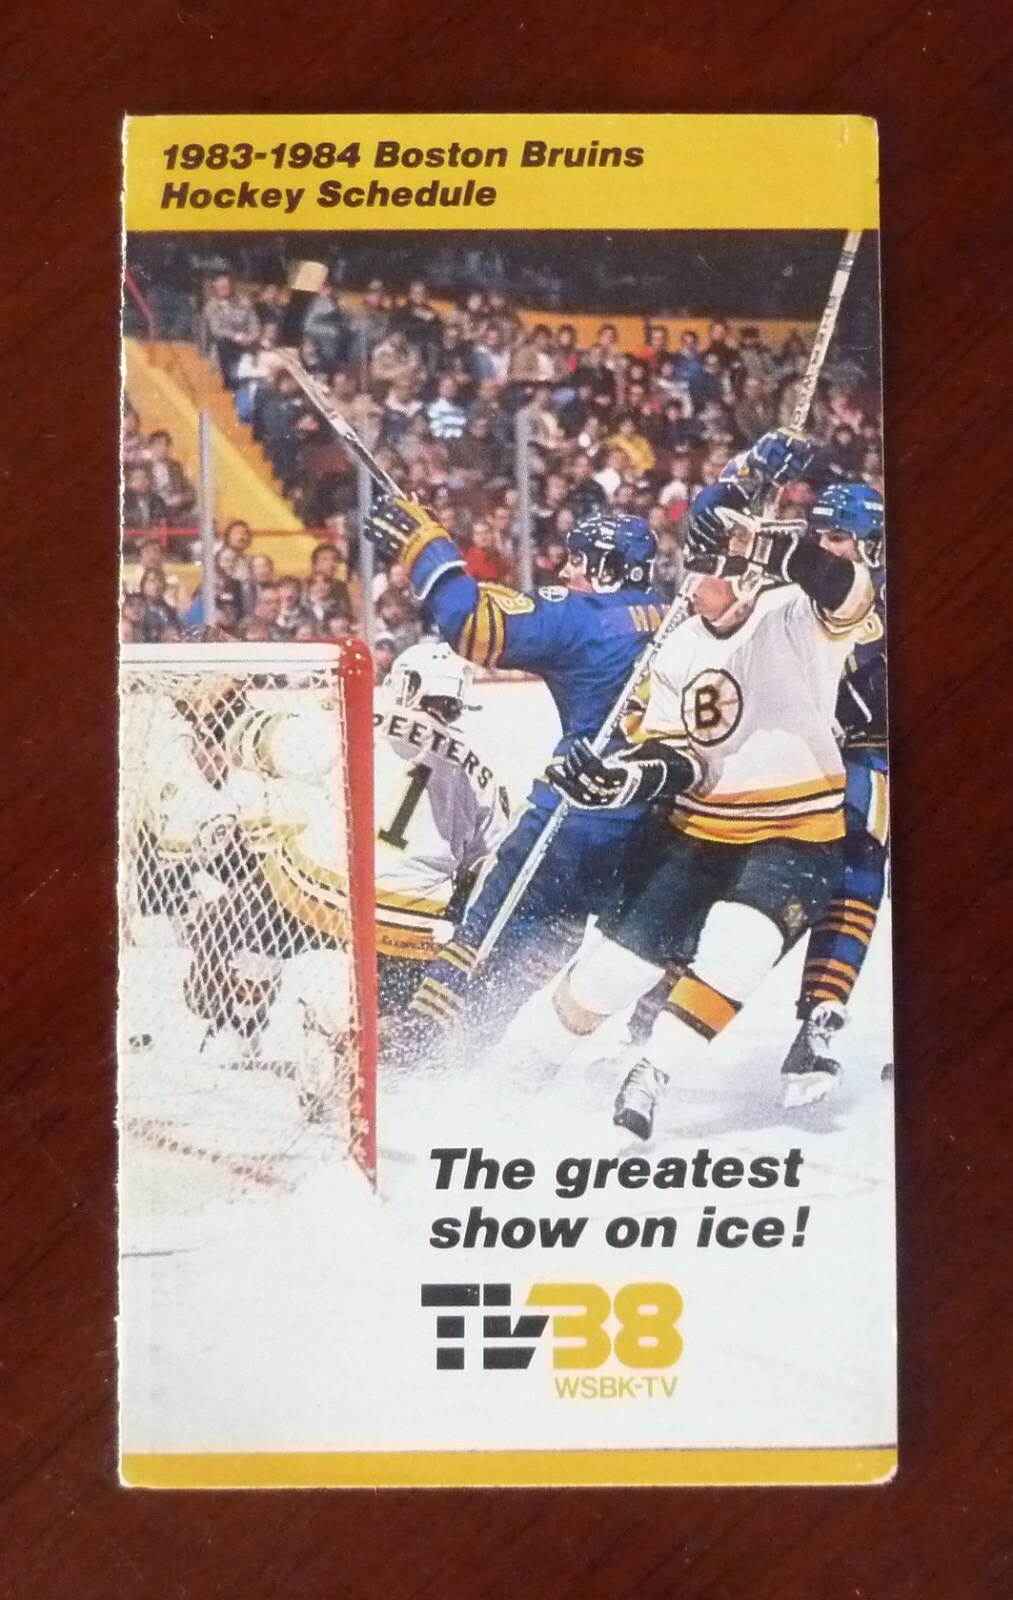 1983-1984 Boston Bruins
Hockey Schedule
PEETERS
1
B
The greatest
show on ice!
TV38
WSBK-TV